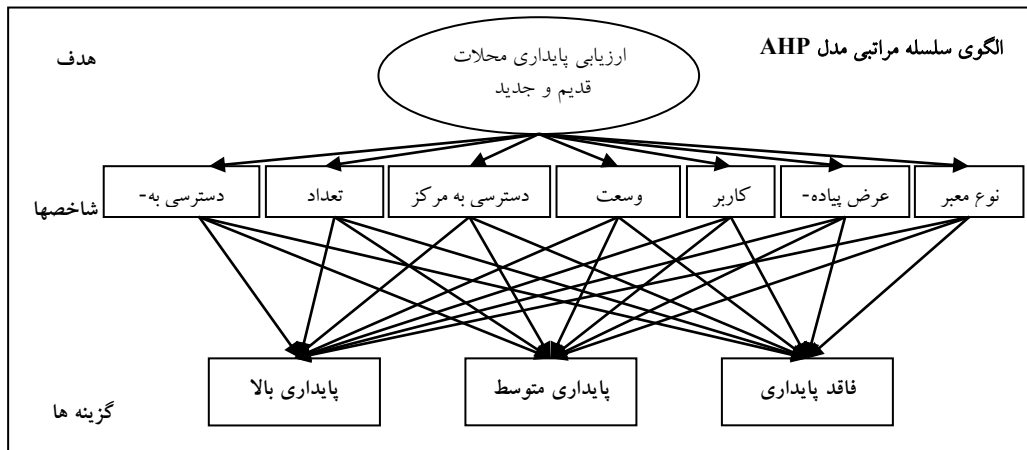 الگوی سلسله مراتبی مدل AHP
هدف
ارزیابی پایداری محلات
قدیم و جدید
شاخصها
نوع معبر
عرض پیاده-
کاربر
وسعت
دسترسی به مرکز
تعداد
دسترسی به-
گزینه ها
فاقد پایداری
پایداری متوسط
پایداری بالا